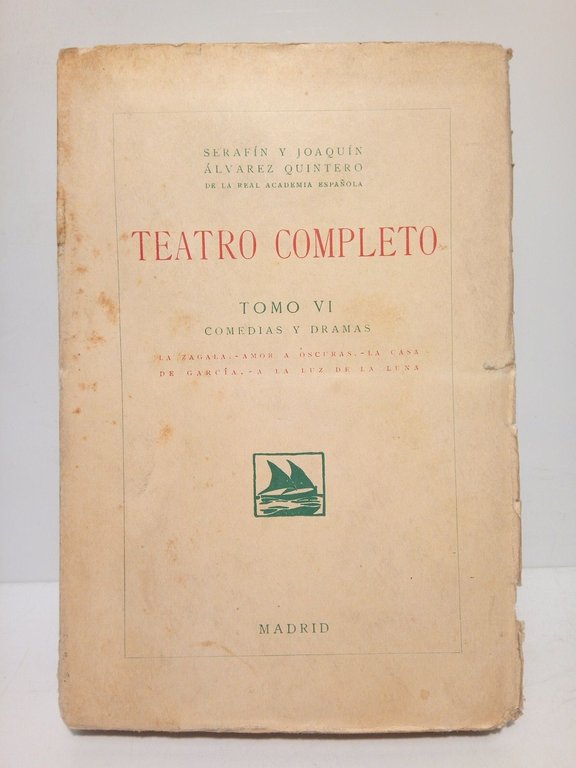 SERAFÍN Y JOAQUÍN
ÁLVAREZ QUINTERO
DE LA REAL ACADEMIA ESPAÑOLA
TEATRO COMPLETO
TOMO VI
COMEDIAS Y DRAMAS
LA ZAGALA.-AMOR A OSCURAS.-LA CASA
DE GARCÍA.-A LA LUZ DE LA LUNA
MADRID